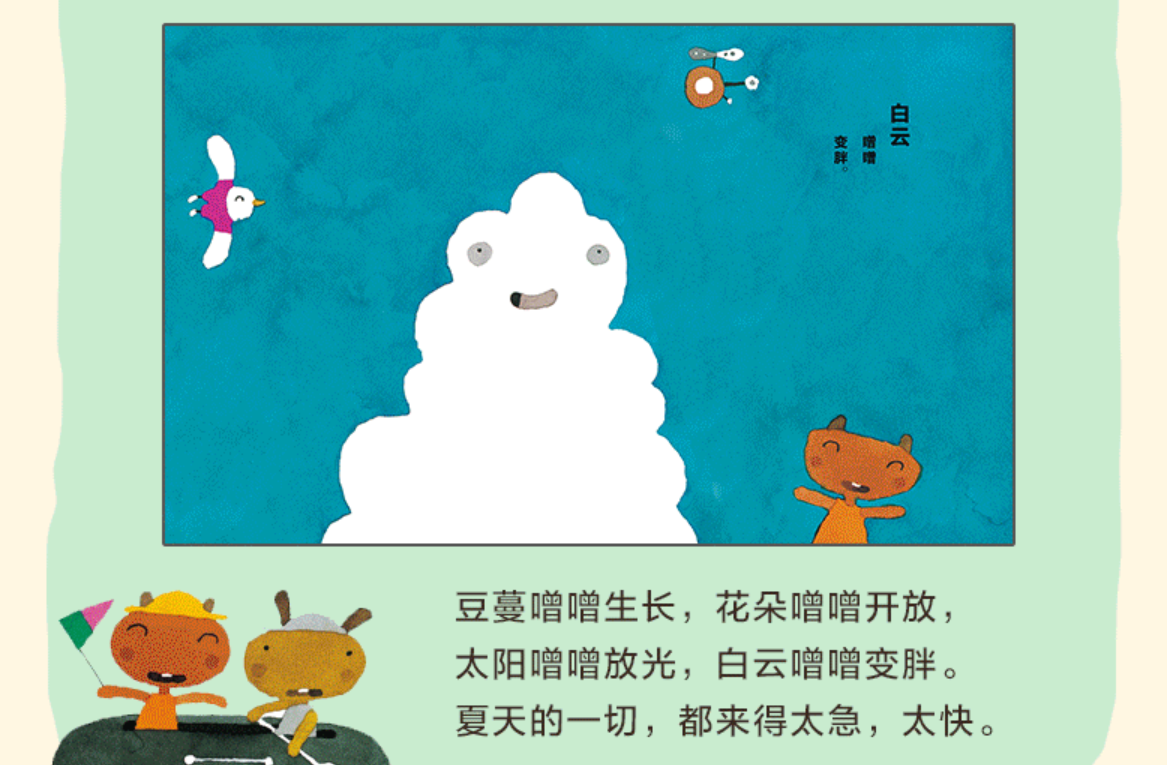 白云
噌噌
变胖。
豆蔓噌噌生长，花朵噌噌开放，
太阳噌噌放光，白云噌噌变胖。
夏天的一切，都来得太急，太快。